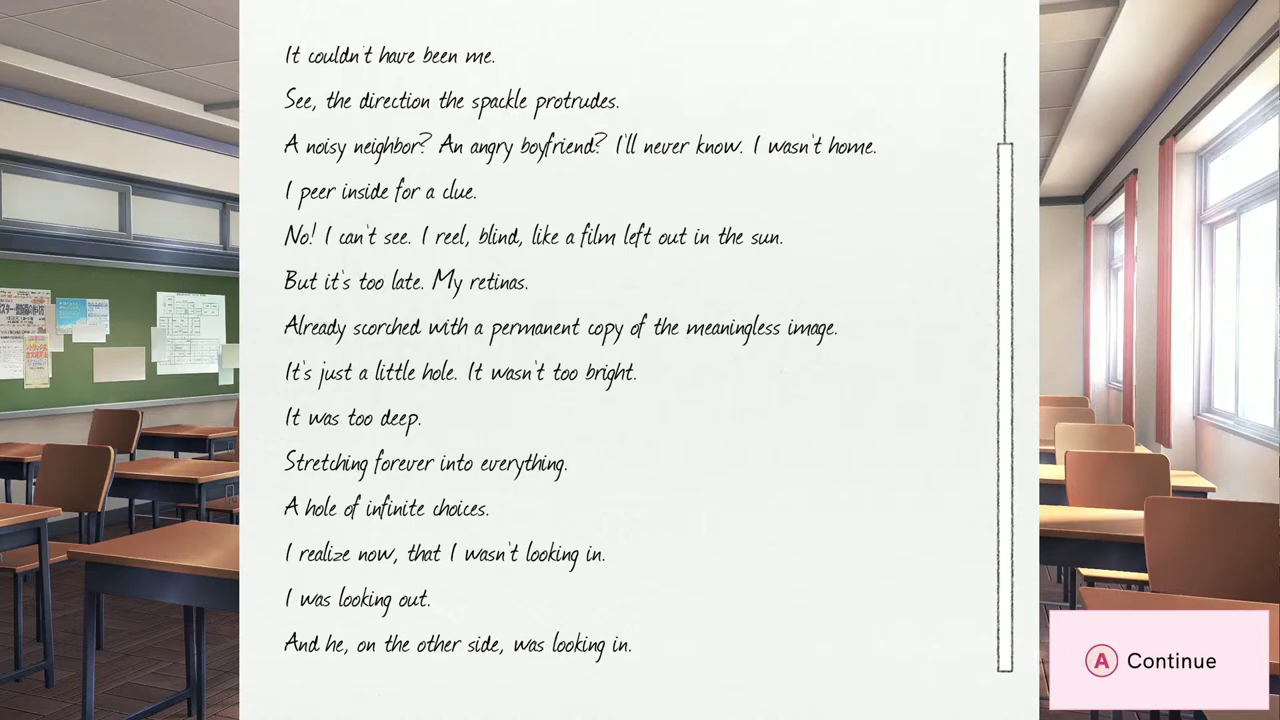 It couldn't have been me.
See, the direction the spackle protrudes.
A noisy neighbor? An angry boyfriend? I'll never know. I wasn't home.
I peer inside for a clue.
No! I can't see. I reel, blind, like a film left out in the sun.
But it's too late. My retinas.
Already scorched with a permanent copy of the meaningless image.
It's just a little hole. It wasn't too bright.
It was too deep.
Stretching forever into everything.
A hole of infinite choices.
I realize now, that I wasn't looking in.
I was looking out.
And he, on the other side, was looking in.
A Continue